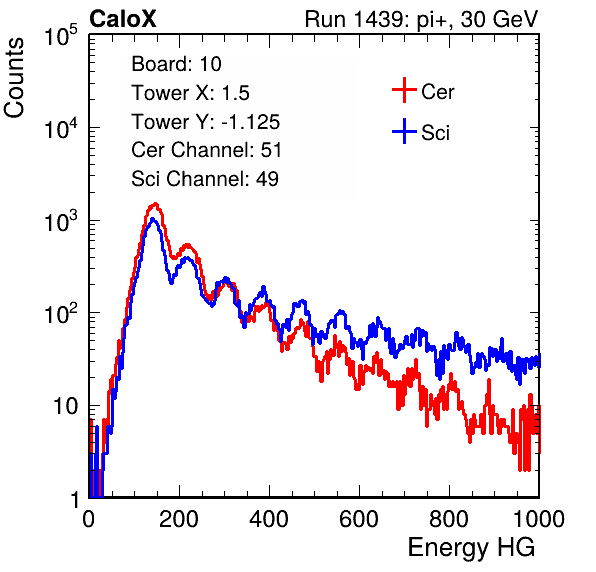 CaloX Run 1439: pi+, 30 GeV
Counts
10^5
10^4
10^3
10^2
10
1
Board: 10
Tower X: 1.5
Tower Y: -1.125
Cer Channel: 51
Sci Channel: 49
Cer
Sci
0 200 400 600 800 1000
Energy HG